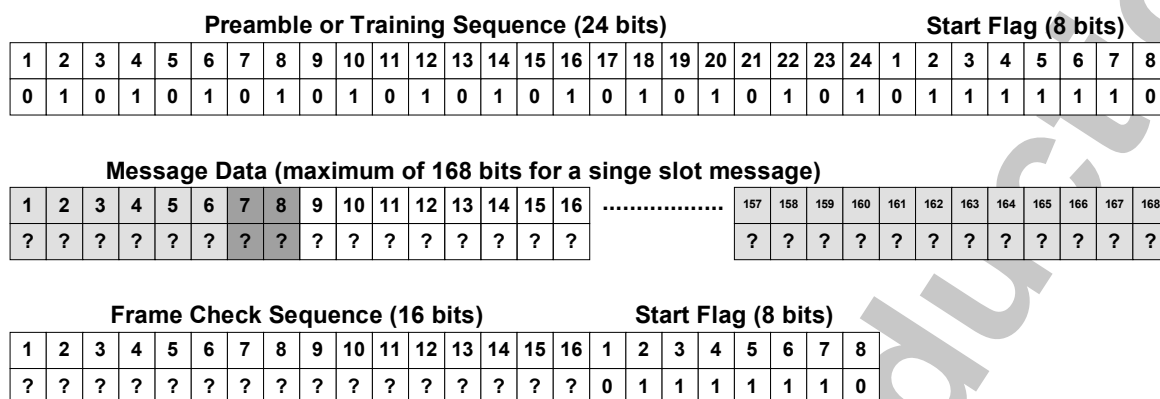 Preamble or Training Sequence (24 bits) Start Flag (8 bits)
1 2 3 4 5 6 7 8 9 10 11 12 13 14 15 16 17 18 19 20 21 22 23 24 1 2 3 4 5 6 7 8
0 1 0 1 0 1 0 1 0 1 0 1 0 1 0 1 0 1 0 1 0 1 0 1 0 1 1 1 1 1 1 0
Message Data (maximum of 168 bits for a singe slot message)
1 2 3 4 5 6 7 8 9 10 11 12 13 14 15 16 .................. 157 158 159 160 161 162 163 164 165 166 167 168
? ? ? ? ? ? ? ? ? ? ? ? ? ? ? ? ? ? ? ? ? ? ? ? ? ? ? ?
Frame Check Sequence (16 bits) Start Flag (8 bits)
1 2 3 4 5 6 7 8 9 10 11 12 13 14 15 16 1 2 3 4 5 6 7 8
? ? ? ? ? ? ? ? ? ? ? ? ? ? ? ? 0 1 1 1 1 1 1 0